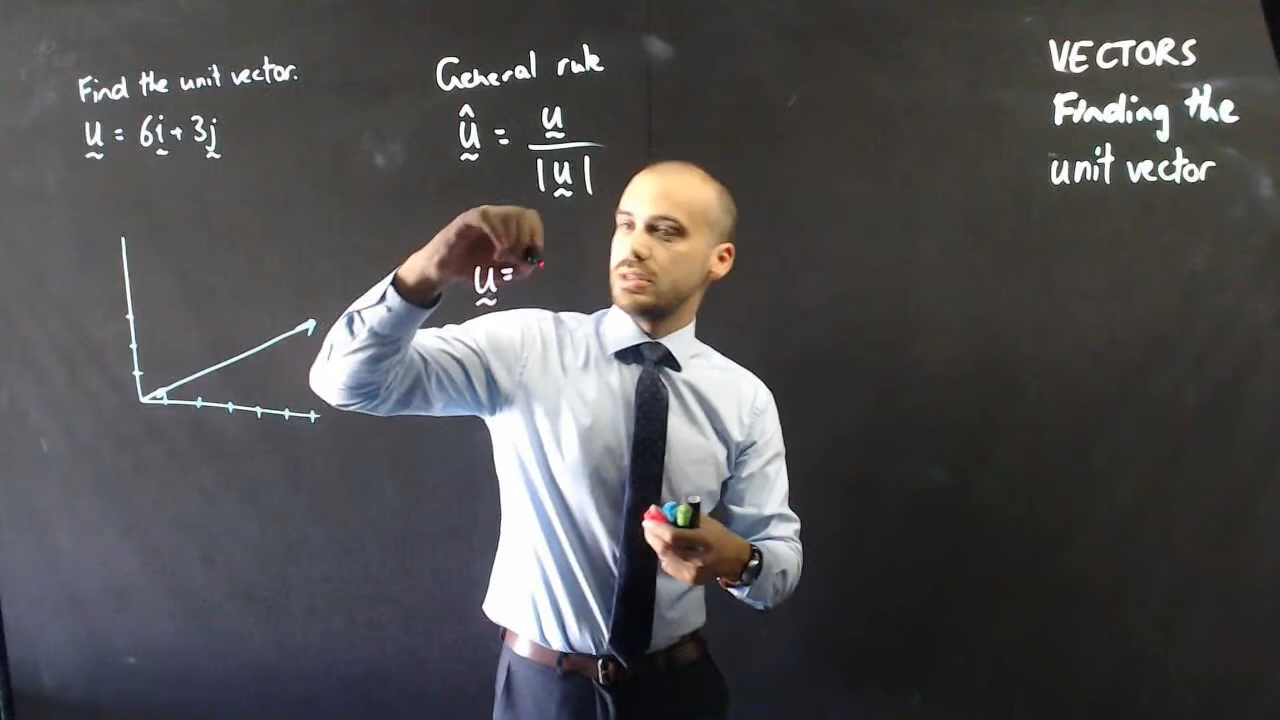 Find the unit vector.
u = 6i + 3j
General rule
û = u
|u|
u =
VECTORS
Finding the
unit vector